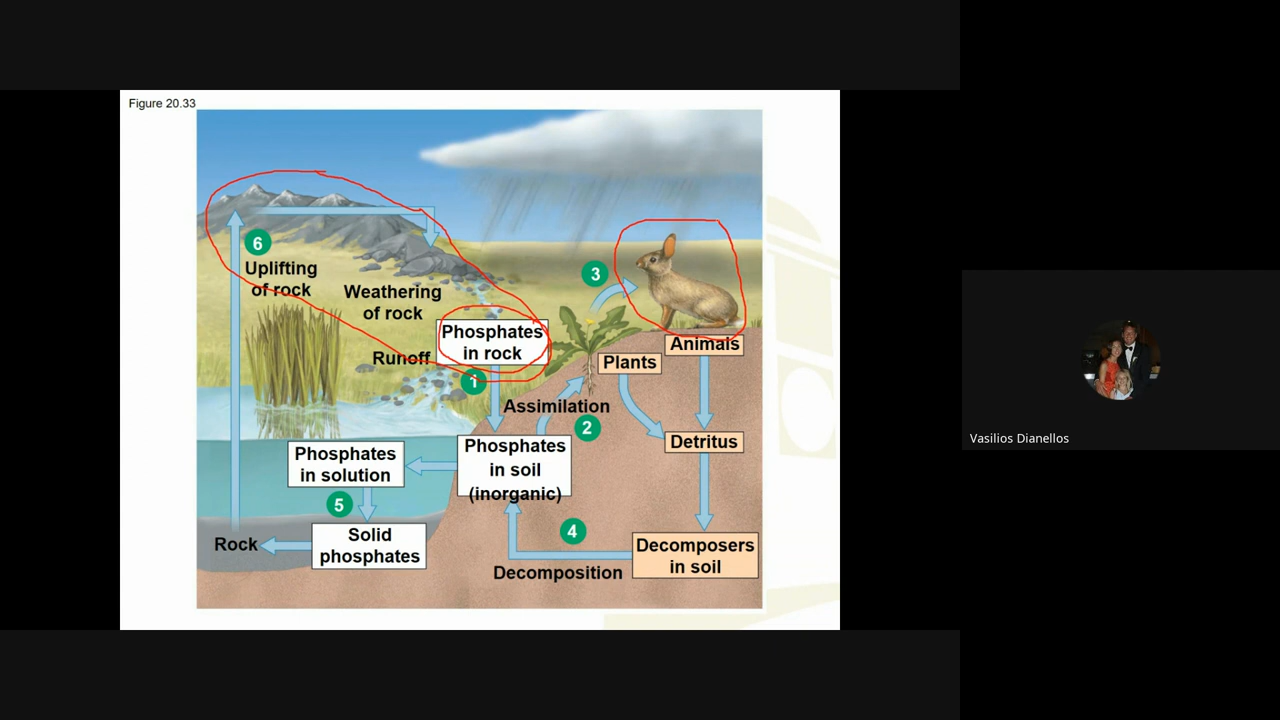 Figure 20.33
6
Uplifting
of rock
Weathering
of rock
3
Phosphates
in rock
Runoff
Animals
Plants
1
Assimilation
2
Phosphates
in soil
(inorganic)
Phosphates
in solution
Detritus
Vasilios Dianellos
5
Solid
phosphates
Rock
4
Decomposition
Decomposers
in soil